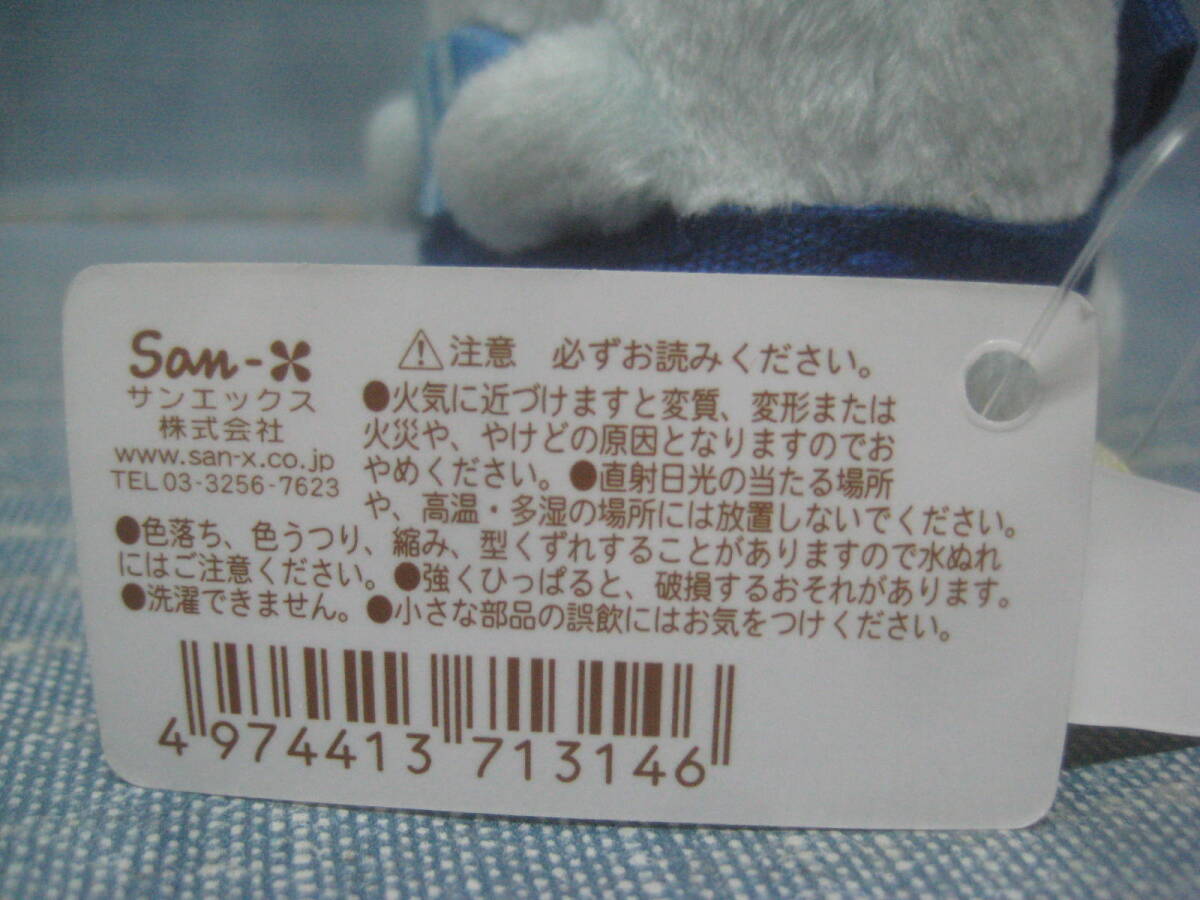 San-X
サンエックス
株式会社
www.san-x.co.jp
TEL 03-3256-7623
⚠注意 必ずお読みください。
●火気に近づけますと変質、変形または
火災や、やけどの原因となりますのでお
やめください。●直射日光の当たる場所
や、高温・多湿の場所には放置しないでください。
●色落ち、色うつり、縮み、型くずれすることがありますので水ぬれ
にはご注意ください。●強くひっぱると、破損するおそれがあります。
●洗濯できません。●小さな部品の誤飲にはお気をつけください。
4 974413 713146